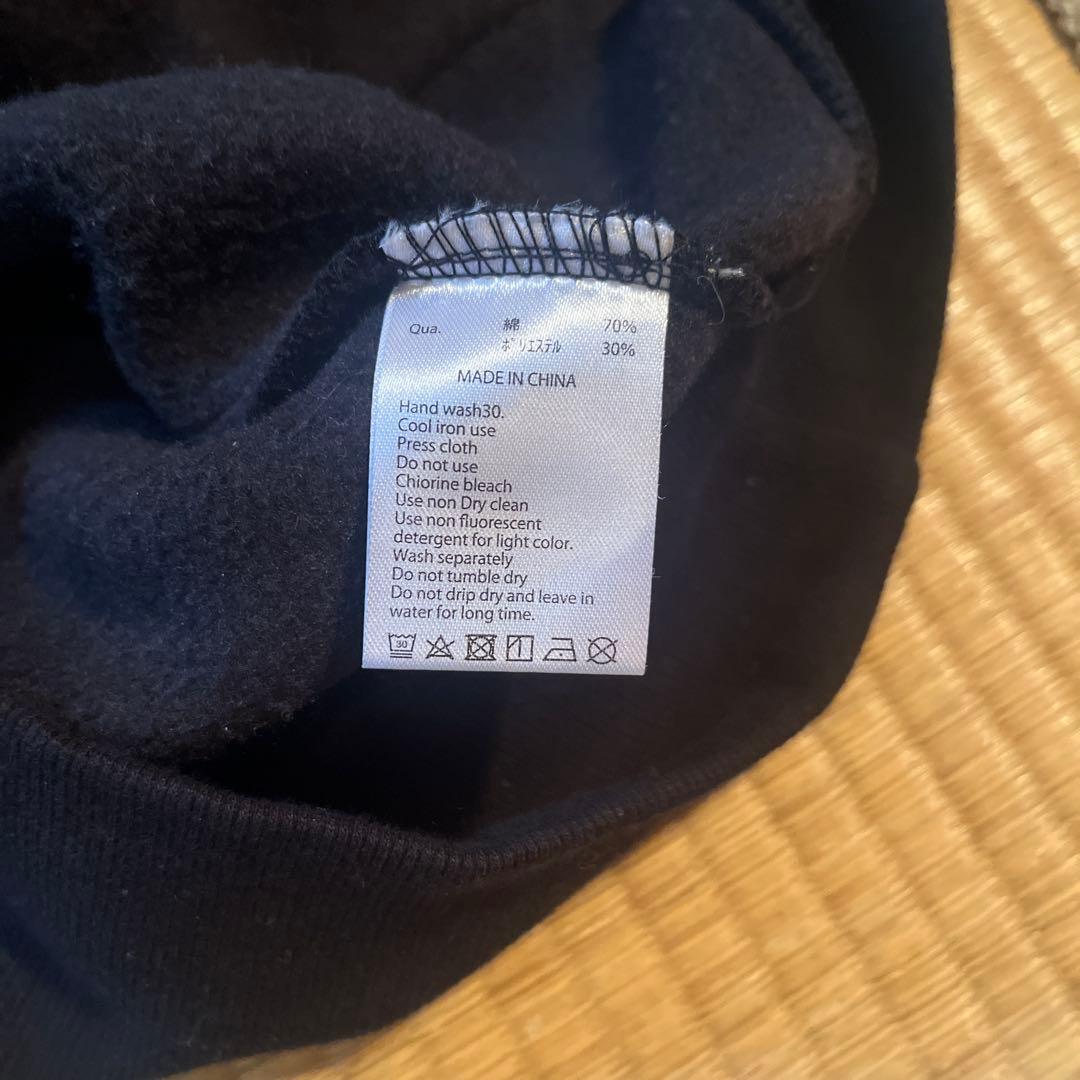 Qua. 綿 70%
ポリエステル 30%
MADE IN CHINA
Hand wash30.
Cool iron use
Press cloth
Do not use
Chiorine bleach
Use non Dry clean
Use non fluorescent
detergent for light color.
Wash separately
Do not tumble dry
Do not drip dry and leave in
water for long time.
30